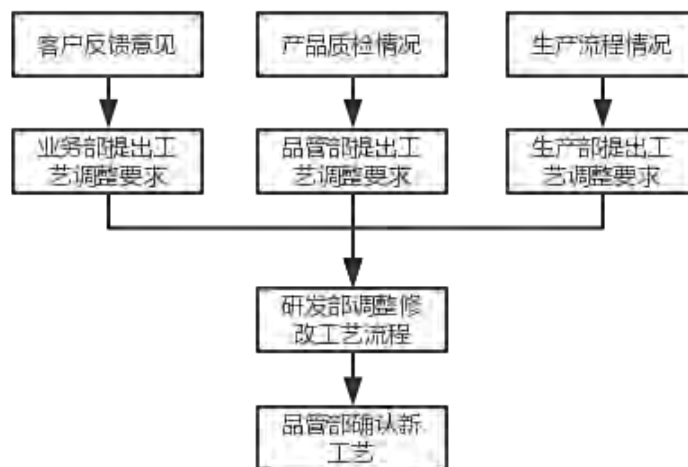 客户反馈意见
产品质检情况
生产流程情况
业务部提出工
艺调整要求
品管部提出工
艺调整要求
生产部提出工
艺调整要求
研发部调整修
改工艺流程
品管部确认新
工艺